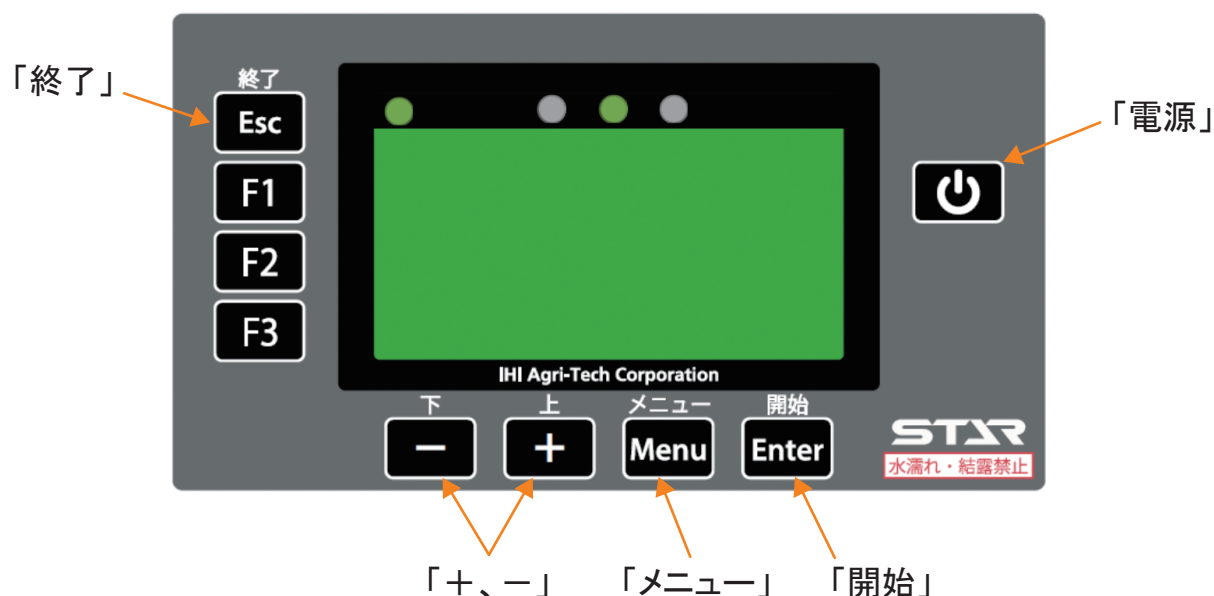 「終了」
終了
Esc
F1
F2
F3
「電源」
IHI Agri-Tech Corporation
下 上 メニュー 開始
− + Menu Enter
STAR
水濡れ・結露禁止
「＋、－」 「メニュー」 「開始」